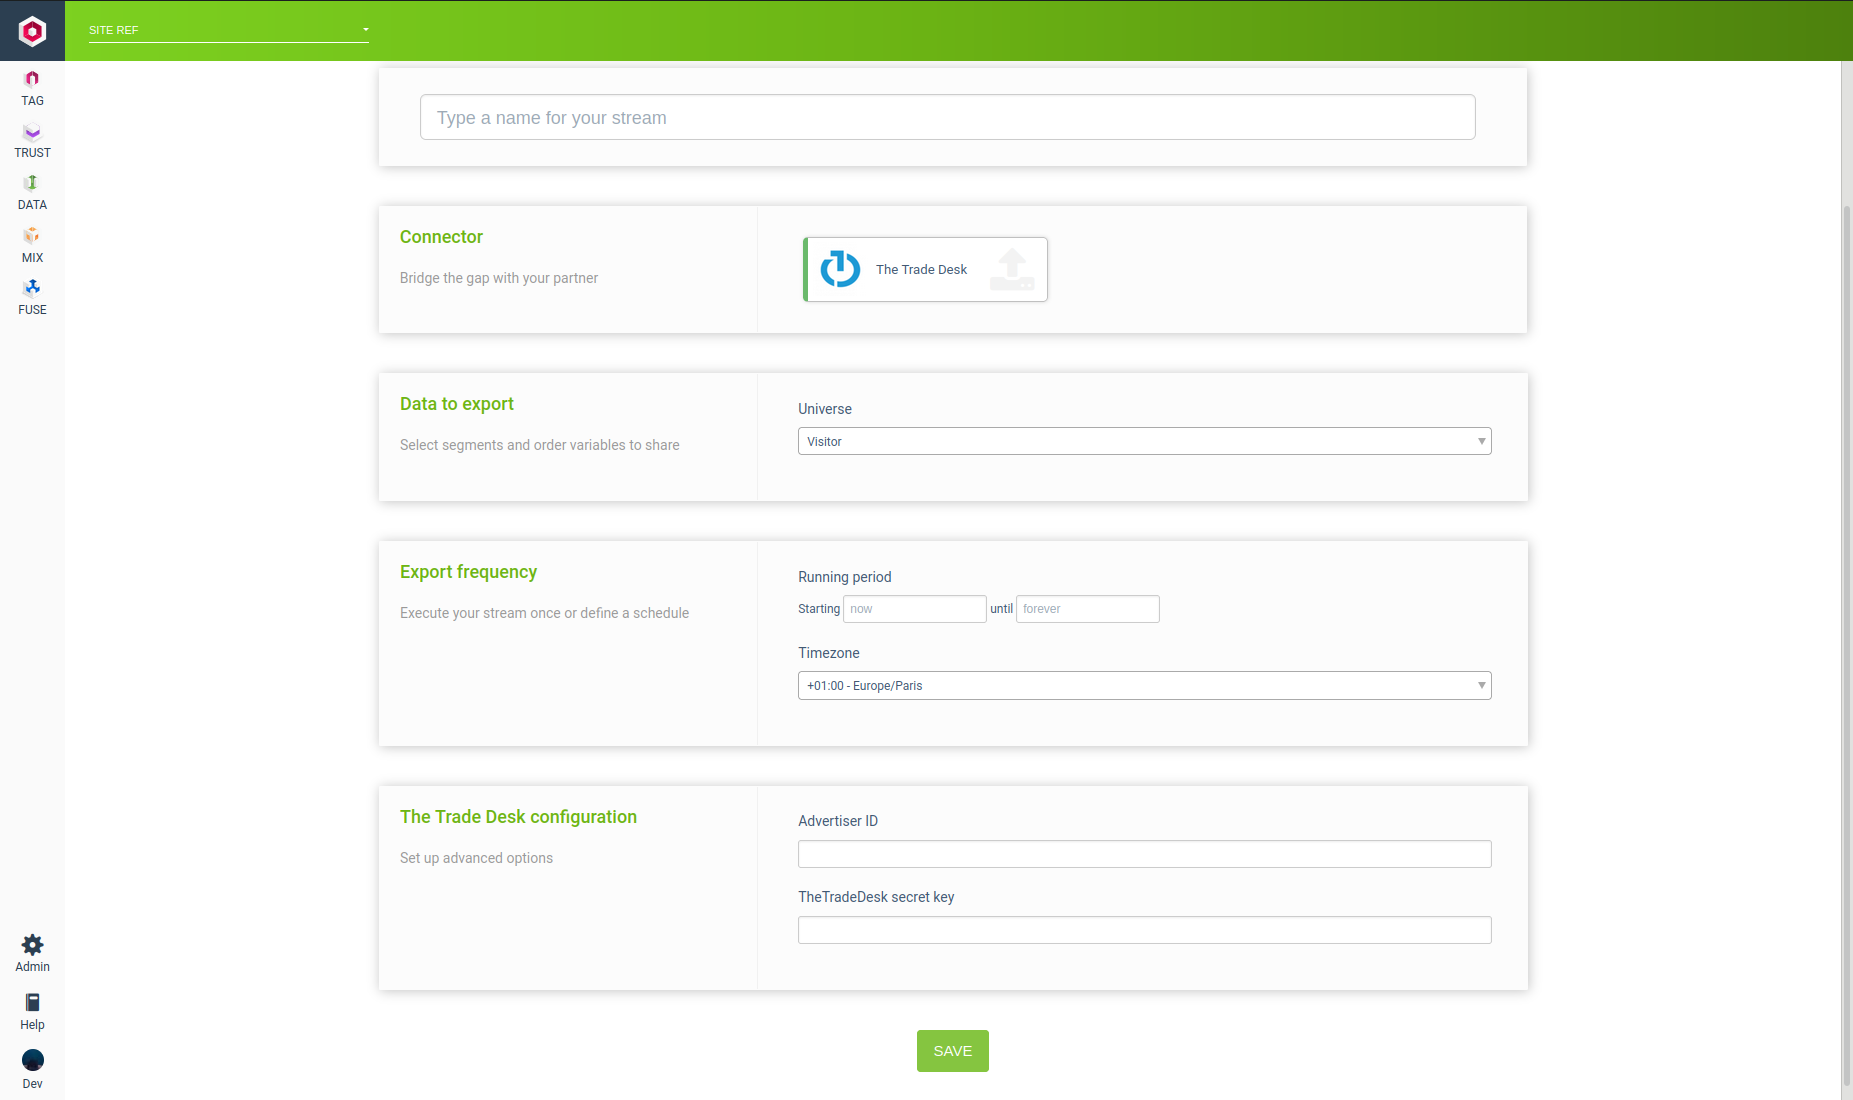 SITE REF
TAG
TRUST
DATA
MIX
FUSE
Admin
Help
Dev
Type a name for your stream
Connector
Bridge the gap with your partner
The Trade Desk
Data to export
Select segments and order variables to share
Universe
Visitor
Export frequency
Execute your stream once or define a schedule
Running period
Starting now until forever
Timezone
+01:00 - Europe/Paris
The Trade Desk configuration
Set up advanced options
Advertiser ID
TheTradeDesk secret key
SAVE